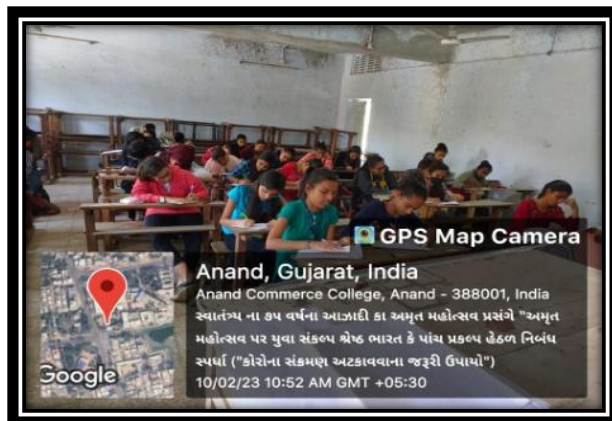 GPS Map Camera
Anand, Gujarat, India
Anand Commerce College, Anand - 388001, India
સ્વાતંત્ર્ય ના ૭૫ વર્ષના આઝાદી કા અમૃત મહોત્સવ પ્રસંગે "અમૃત
મહોત્સવ પર યુવા સંકલ્પ શ્રેષ્ઠ ભારત કે પાંચ પ્રકલ્પ હેઠળ નિબંધ
સ્પર્ધા ("કોરોના સંક્રમણ અટકાવવાના જરૂરી ઉપાયો")
10/02/23 10:52 AM GMT +05:30
Google